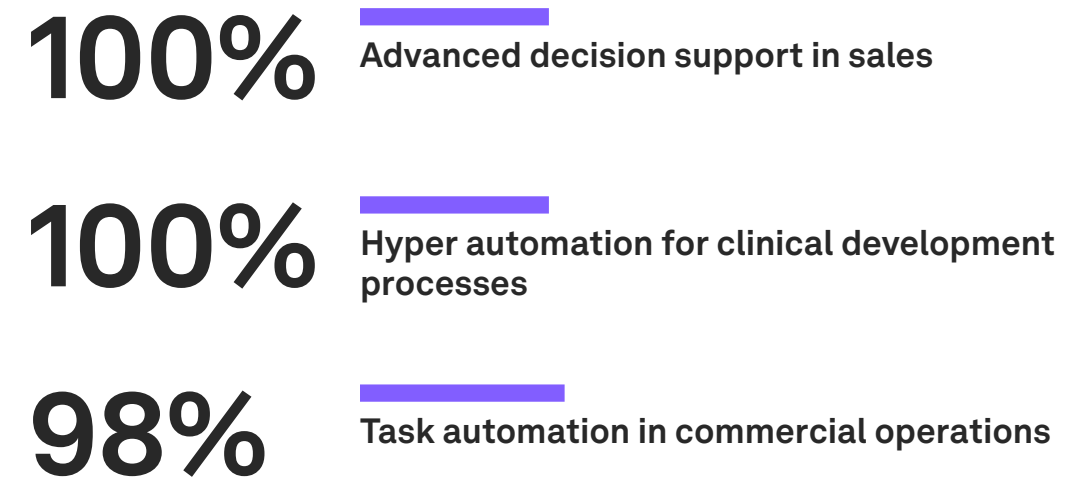 100%
Advanced decision support in sales
100%
Hyper automation for clinical development
processes
98%
Task automation in commercial operations